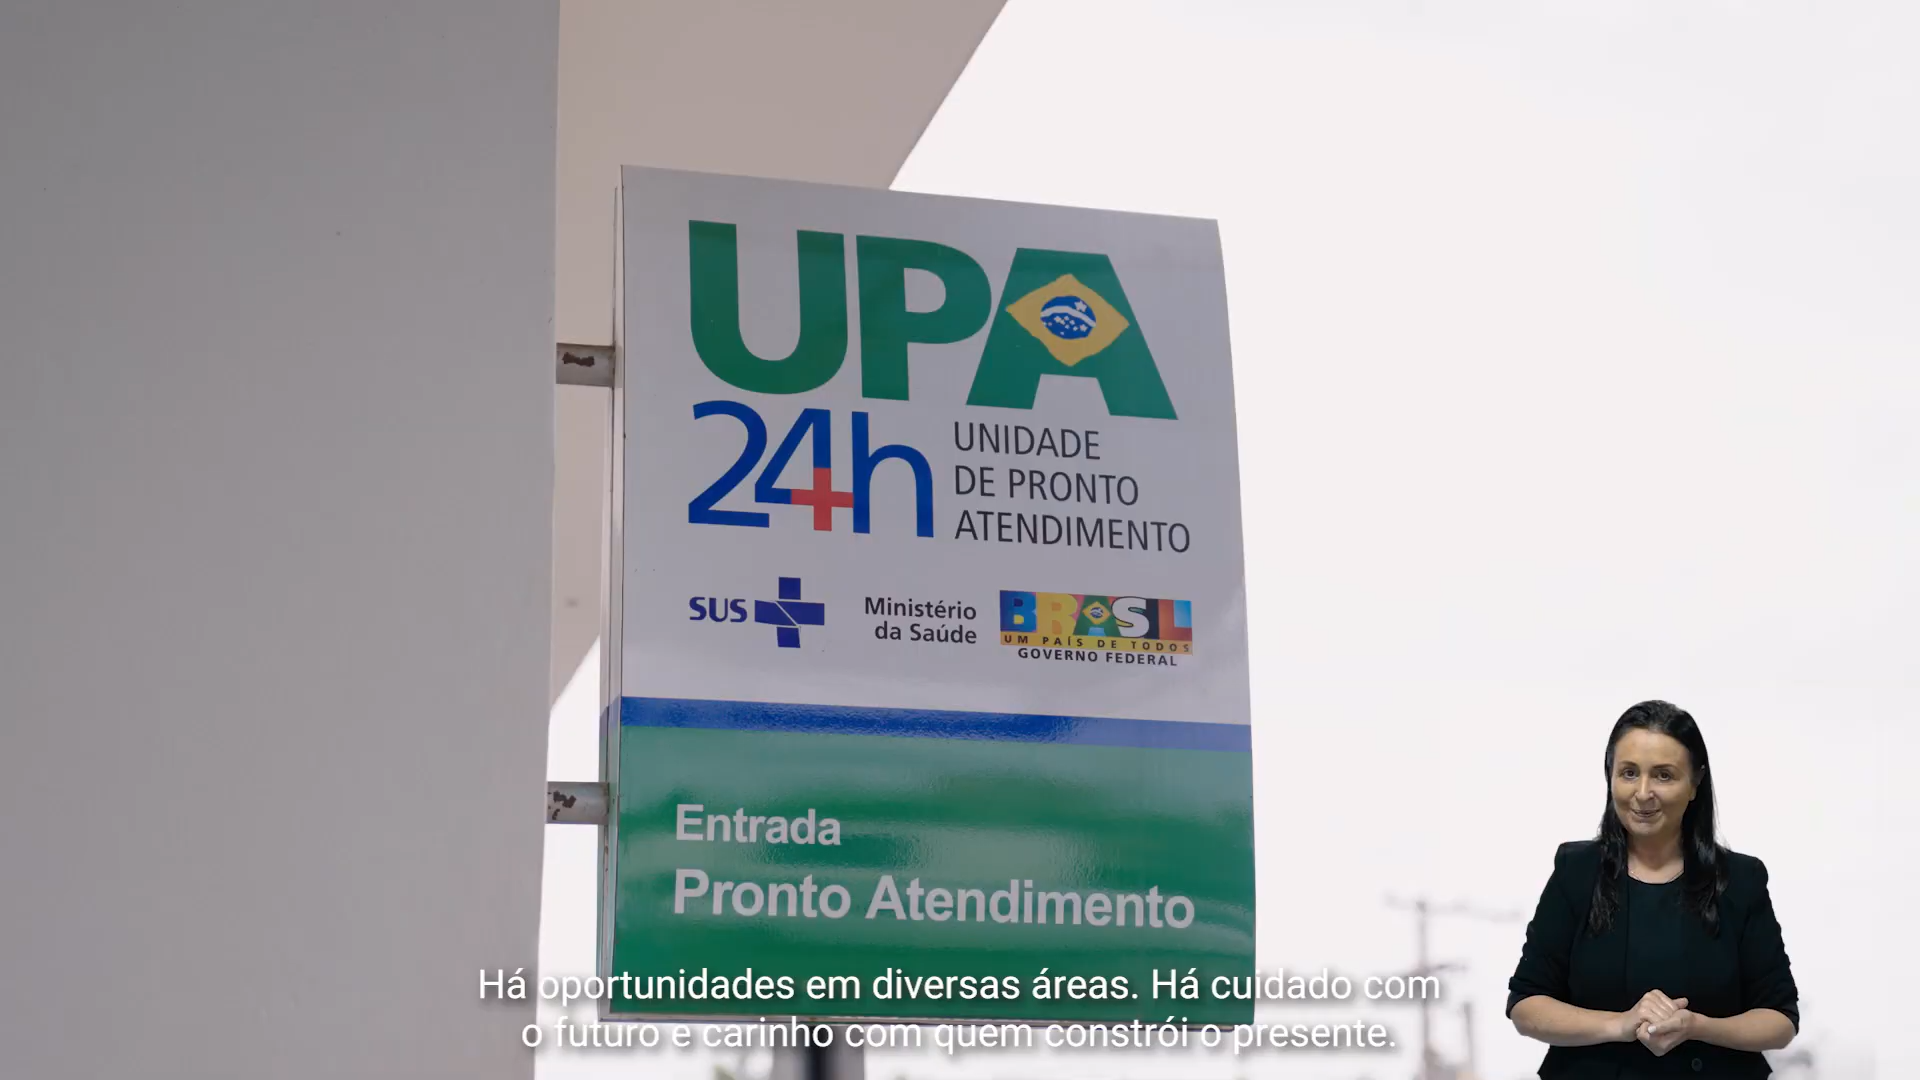 UPA
24h
UNIDADE
DE PRONTO
ATENDIMENTO
SUS
Ministério
da Saúde
BRASIL
UM PAÍS DE TODOS
GOVERNO FEDERAL
Entrada
Pronto Atendimento
Há oportunidades em diversas áreas. Há cuidado com
o futuro e carinho com quem constrói o presente.